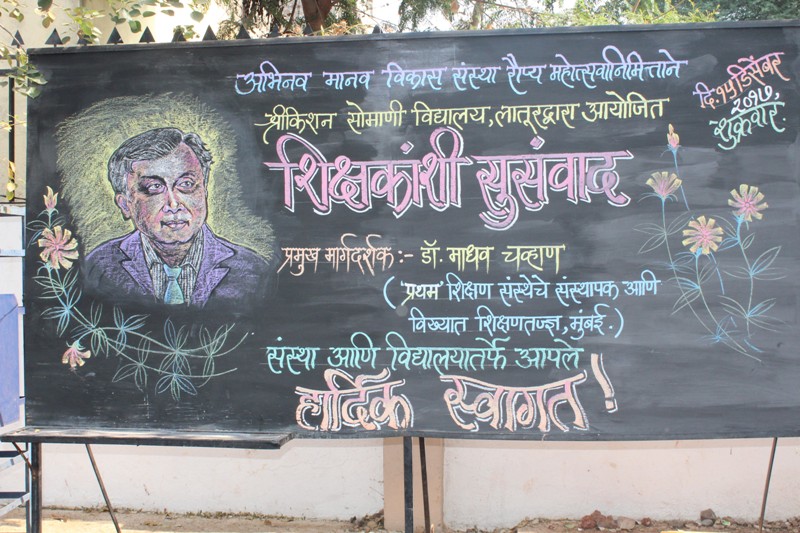 अभिनव मानव विकास संस्था रौप्य महोत्सवानिमित्ताने
श्रीकिशन सोमाणी विद्यालय, लातूरद्वारा आयोजित
शिक्षकांशी सुसंवाद
दि. १५ डिसेंबर
२०१७,
शुक्रवार.
प्रमुख मार्गदर्शक :- डॉ. माधव चव्हाण
( 'प्रथम' शिक्षण संस्थेचे संस्थापक आणि
विख्यात शिक्षणतज्ज्ञ, मुंबई. )
संस्था आणि विद्यालयातर्फे आपले
हार्दिक स्वागत !